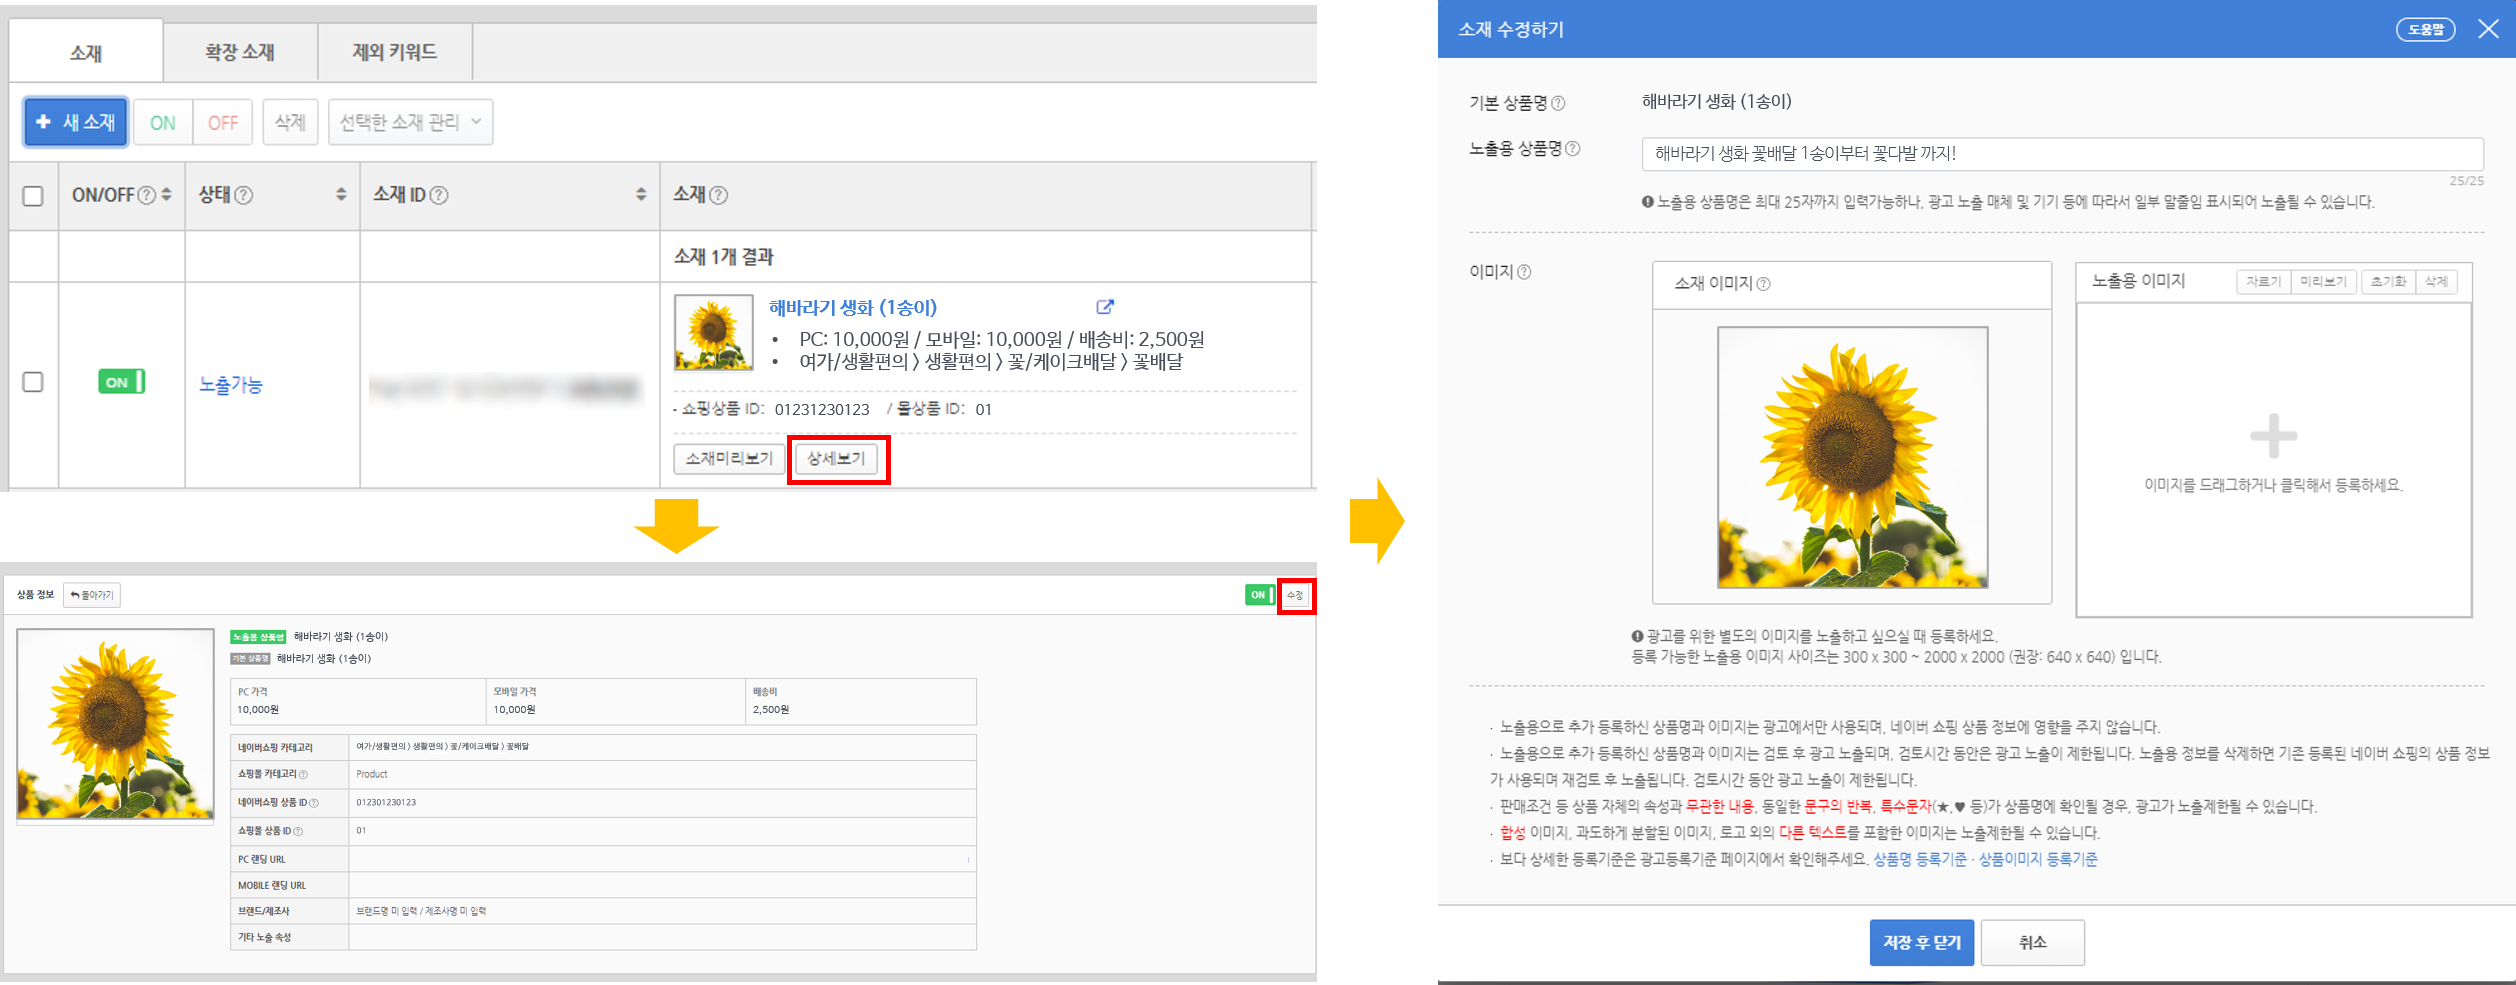 소재
확장 소재
제외 키워드
+ 새 소재
ON
OFF
삭제
선택한 소재 관리
ON/OFF
상태
소재 ID
소재
소재 1개 결과
해바라기 생화 (1송이)
• PC: 10,000원 / 모바일: 10,000원 / 배송비: 2,500원
• 여가/생활편의 > 생활편의 > 꽃/케이크배달 > 꽃배달
ON
노출가능
- 쇼핑상품 ID: 01231230123 / 몰상품 ID: 01
소재미리보기
상세보기
상품 정보
돌아가기
ON
수정
노출용 상품명 해바라기 생화 (1송이)
기본 상품명 해바라기 생화 (1송이)
PC 가격
10,000원
모바일 가격
10,000원
배송비
2,500원
네이버쇼핑 카테고리
여가/생활편의 > 생활편의 > 꽃/케이크배달 > 꽃배달
쇼핑몰 카테고리
Product
네이버쇼핑 상품 ID
012301230123
쇼핑몰 상품 ID
01
PC 랜딩 URL
MOBILE 랜딩 URL
브랜드/제조사
브랜드명 미 입력 / 제조사명 미 입력
기타 노출 속성
소재 수정하기
도움말
기본 상품명
해바라기 생화 (1송이)
노출용 상품명
해바라기 생화 꽃배달 1송이부터 꽃다발 까지!
25/25
노출용 상품명은 최대 25자까지 입력가능하나, 광고 노출 매체 및 기기 등에 따라서 일부 말줄임 표시되어 노출될 수 있습니다.
이미지
소재 이미지
노출용 이미지
자르기
미리보기
초기화
삭제
이미지를 드래그하거나 클릭해서 등록하세요.
광고를 위한 별도의 이미지를 노출하고 싶으실 때 등록하세요.
등록 가능한 노출용 이미지 사이즈는 300 x 300 ~ 2000 x 2000 (권장: 640 x 640) 입니다.
· 노출용으로 추가 등록하신 상품명과 이미지는 광고에서만 사용되며, 네이버 쇼핑 상품 정보에 영향을 주지 않습니다.
· 노출용으로 추가 등록하신 상품명과 이미지는 검토 후 광고 노출되며, 검토시간 동안은 광고 노출이 제한됩니다. 노출용 정보를 삭제하면 기존 등록된 네이버 쇼핑의 상품 정보
가 사용되며 재검토 후 노출됩니다. 검토시간 동안 광고 노출이 제한됩니다.
· 판매조건 등 상품 자체의 속성과 무관한 내용, 동일한 문구의 반복, 특수문자(★,♥ 등)가 상품명에 확인될 경우, 광고가 노출제한될 수 있습니다.
· 합성 이미지, 과도하게 분할된 이미지, 로고 외의 다른 텍스트를 포함한 이미지는 노출제한될 수 있습니다.
· 보다 상세한 등록기준은 광고등록기준 페이지에서 확인해주세요. 상품명 등록기준 · 상품이미지 등록기준
저장 후 닫기
취소